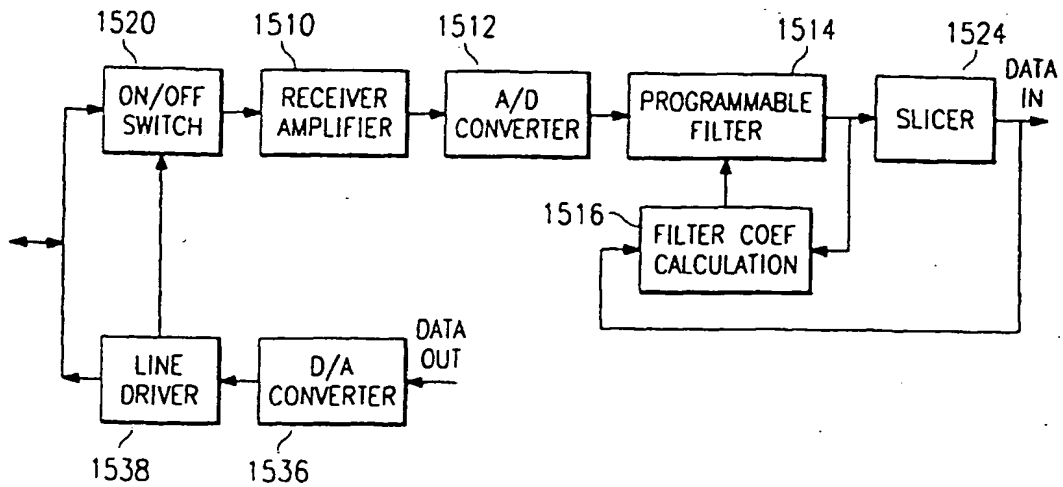 1520
1510
1512
1514
1524
ON/OFF
SWITCH
RECEIVER
AMPLIFIER
A/D
CONVERTER
PROGRAMMABLE
FILTER
SLICER
DATA
IN
1516
FILTER COEF
CALCULATION
LINE
DRIVER
D/A
CONVERTER
DATA
OUT
1538
1536